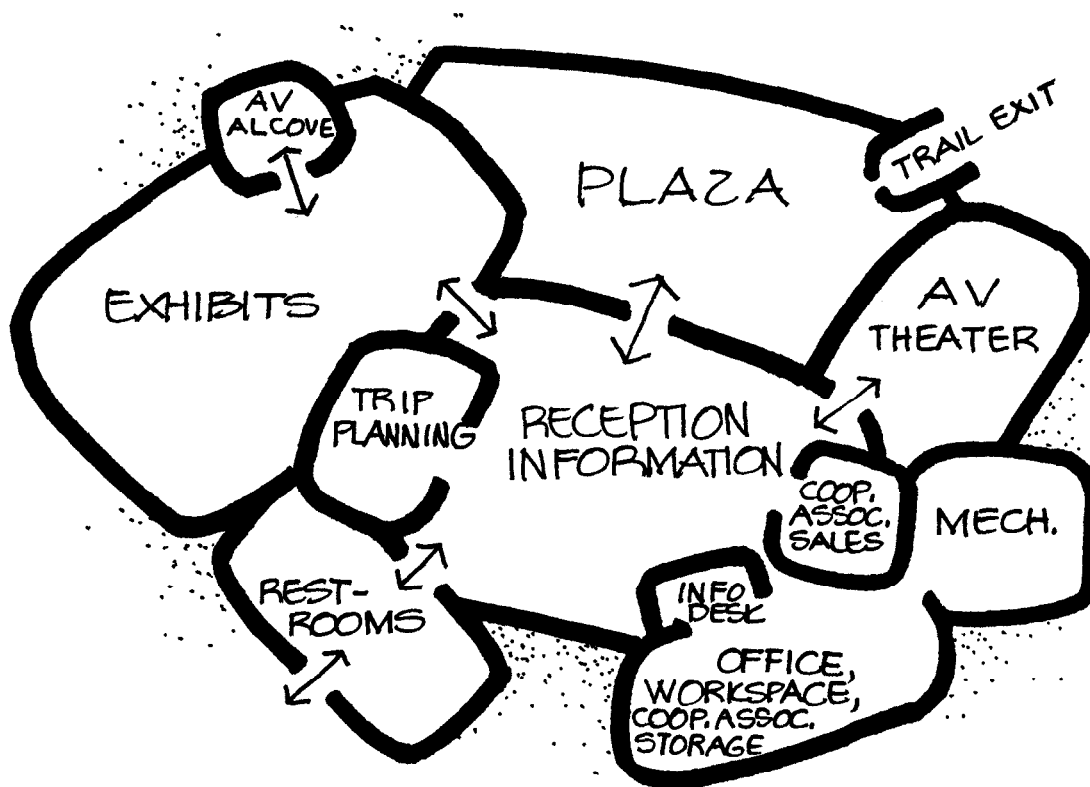 AV
ALCOVE
TRAIL EXIT
PLAZA
EXHIBITS
AV
THEATER
TRIP
PLANNING
RECEPTION
INFORMATION
COOP.
ASSOC.
SALES
MECH.
REST-
ROOMS
INFO
DESK
OFFICE,
WORKSPACE,
COOP. ASSOC.
STORAGE